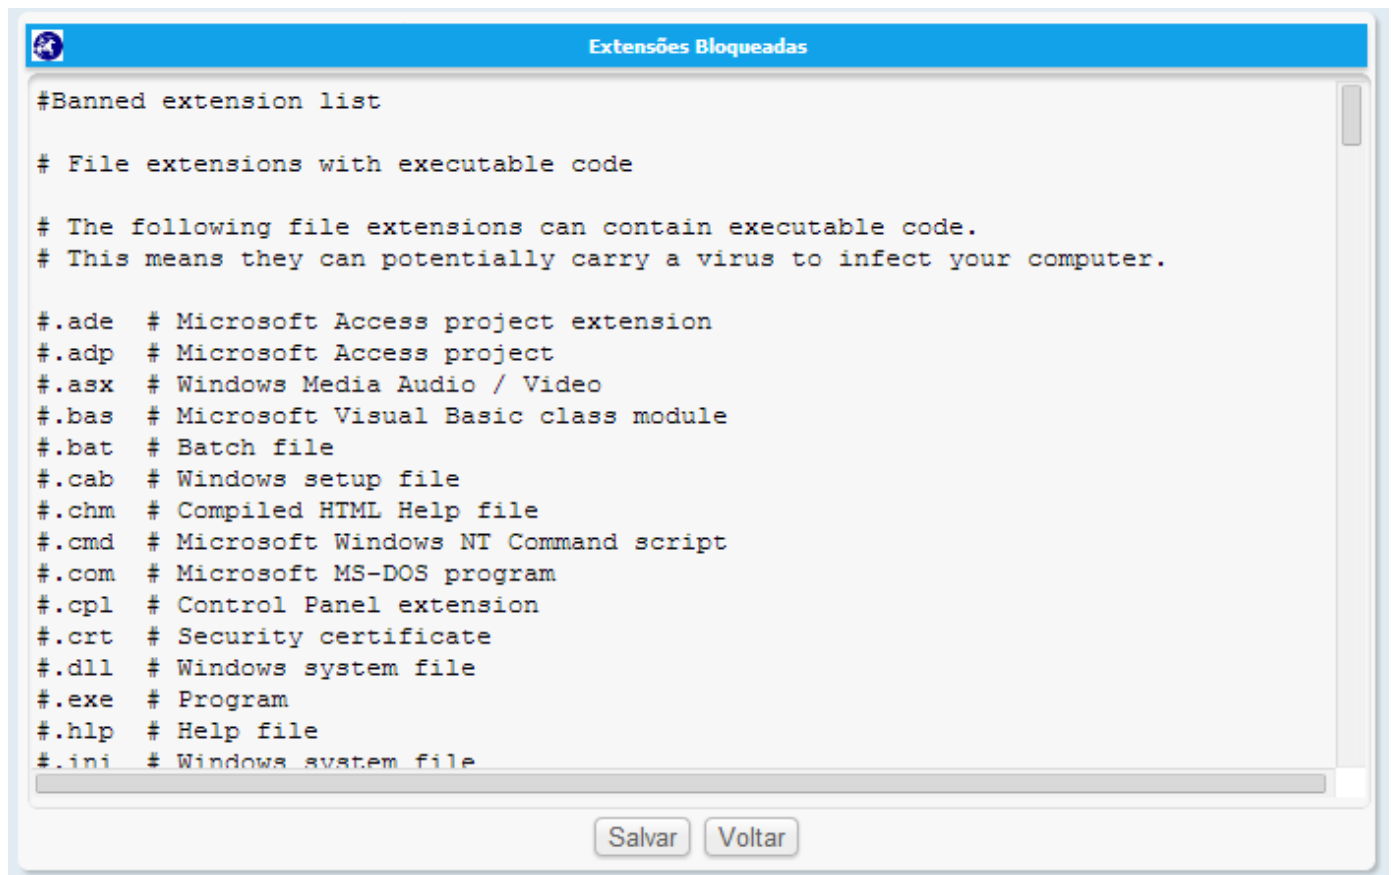 Extensões Bloqueadas
#Banned extension list
# File extensions with executable code
# The following file extensions can contain executable code.
# This means they can potentially carry a virus to infect your computer.
#.ade  # Microsoft Access project extension
#.adp  # Microsoft Access project
#.asx  # Windows Media Audio / Video
#.bas  # Microsoft Visual Basic class module
#.bat  # Batch file
#.cab  # Windows setup file
#.chm  # Compiled HTML Help file
#.cmd  # Microsoft Windows NT Command script
#.com  # Microsoft MS-DOS program
#.cpl  # Control Panel extension
#.crt  # Security certificate
#.dll  # Windows system file
#.exe  # Program
#.hlp  # Help file
#.ini  # Windows system file
Salvar Voltar